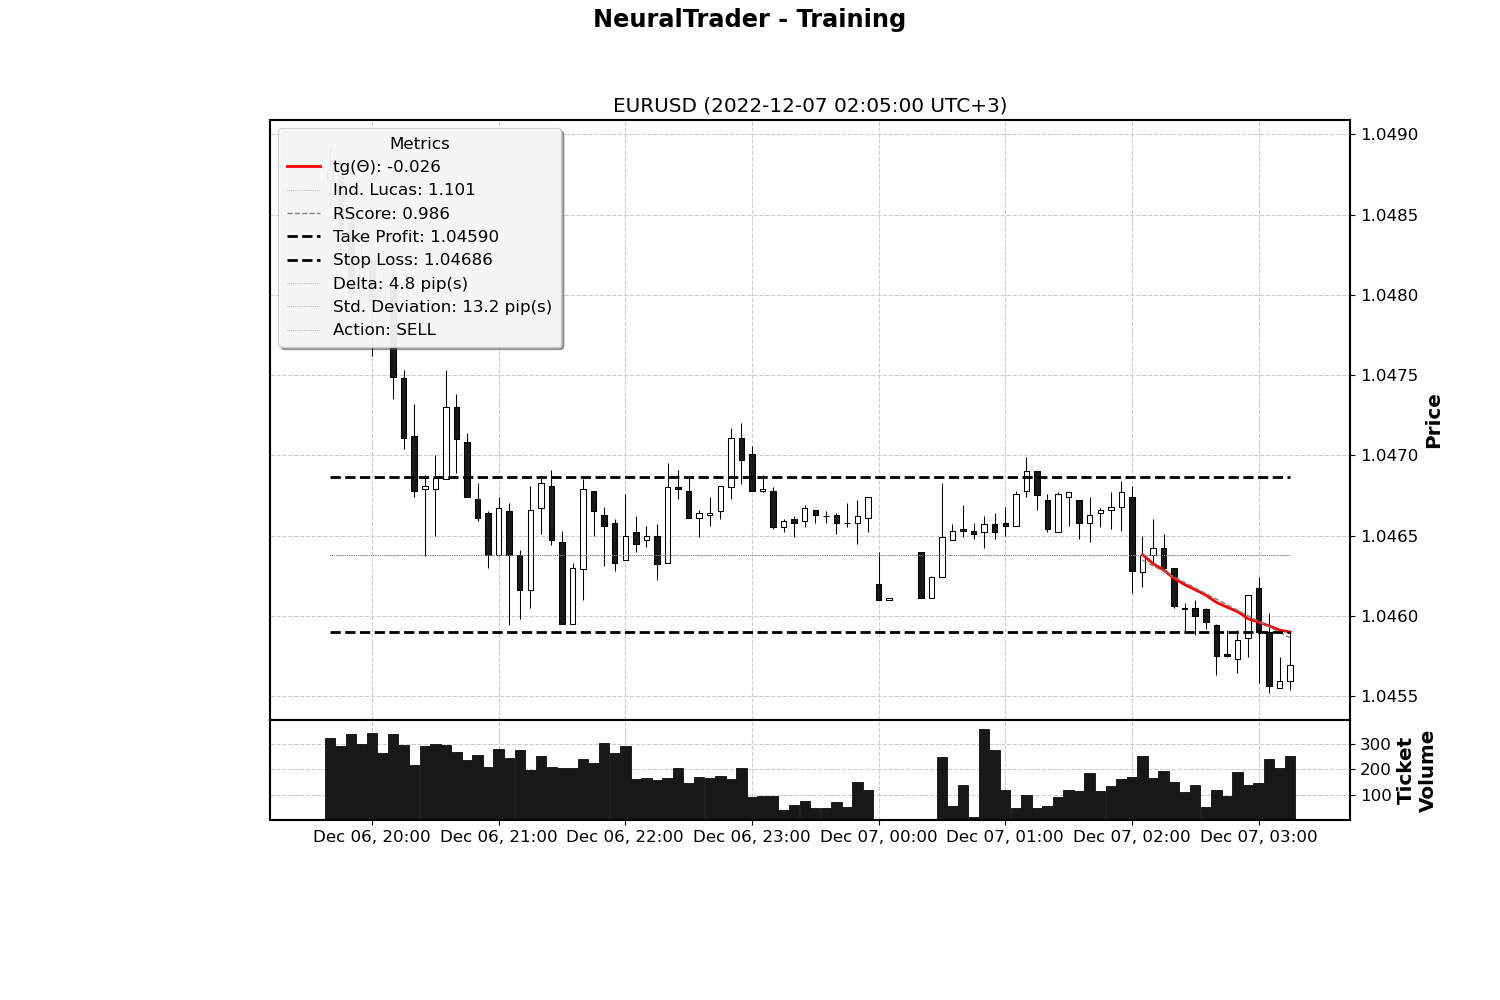 NeuralTrader - Training
EURUSD (2022-12-07 02:05:00 UTC+3)
Metrics
tg(Θ): -0.026
Ind. Lucas: 1.101
RScore: 0.986
Take Profit: 1.04590
Stop Loss: 1.04686
Delta: 4.8 pip(s)
Std. Deviation: 13.2 pip(s)
Action: SELL
1.0490
1.0485
1.0480
1.0475
1.0470
1.0465
1.0460
1.0455
Price
300
200
100
Ticket
Volume
Dec 06, 20:00 Dec 06, 21:00 Dec 06, 22:00 Dec 06, 23:00 Dec 07, 00:00 Dec 07, 01:00 Dec 07, 02:00 Dec 07, 03:00